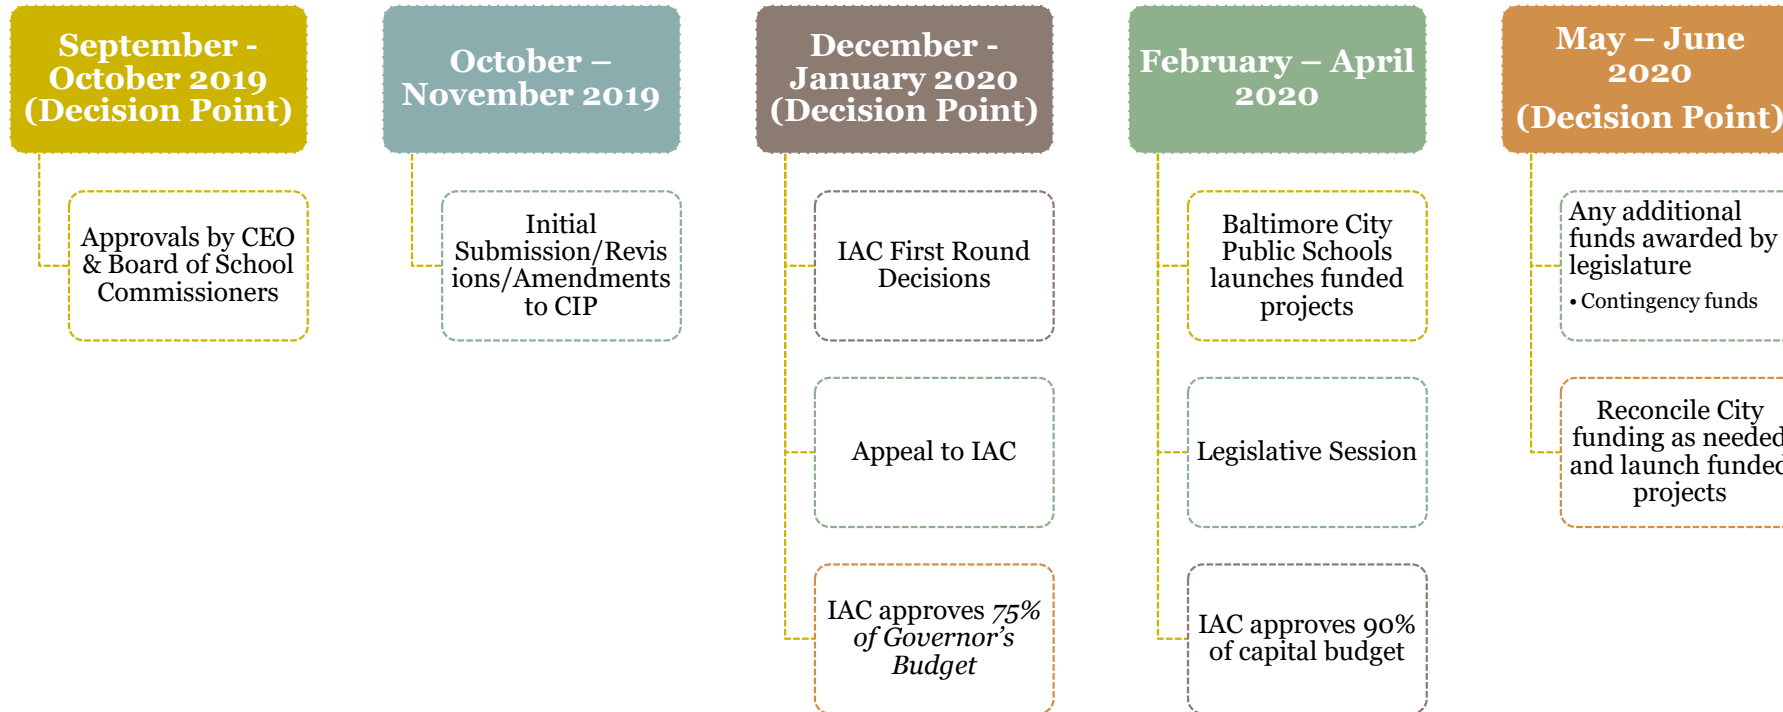 September -
October 2019
(Decision Point)
Approvals by CEO
& Board of School
Commissioners
October –
November 2019
Initial
Submission/Revis
ions/Amendments
to CIP
December -
January 2020
(Decision Point)
IAC First Round
Decisions
Appeal to IAC
IAC approves 75%
of Governor's
Budget
February – April
2020
Baltimore City
Public Schools
launches funded
projects
Legislative Session
IAC approves 90%
of capital budget
May – June
2020
(Decision Point)
Any additional
funds awarded by
legislature
• Contingency funds
Reconcile City
funding as needed
and launch funded
projects